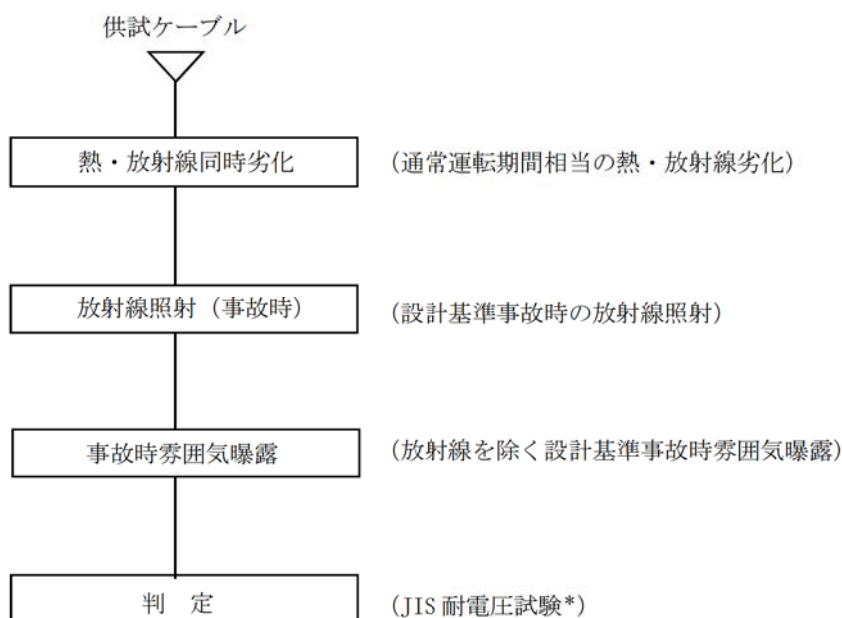 供試ケーブル
熱・放射線同時劣化 (通常運転期間相当の熱・放射線劣化)
放射線照射（事故時） (設計基準事故時の放射線照射)
事故時雰囲気曝露 (放射線を除く設計基準事故時雰囲気曝露)
判　定 (JIS 耐電圧試験*)